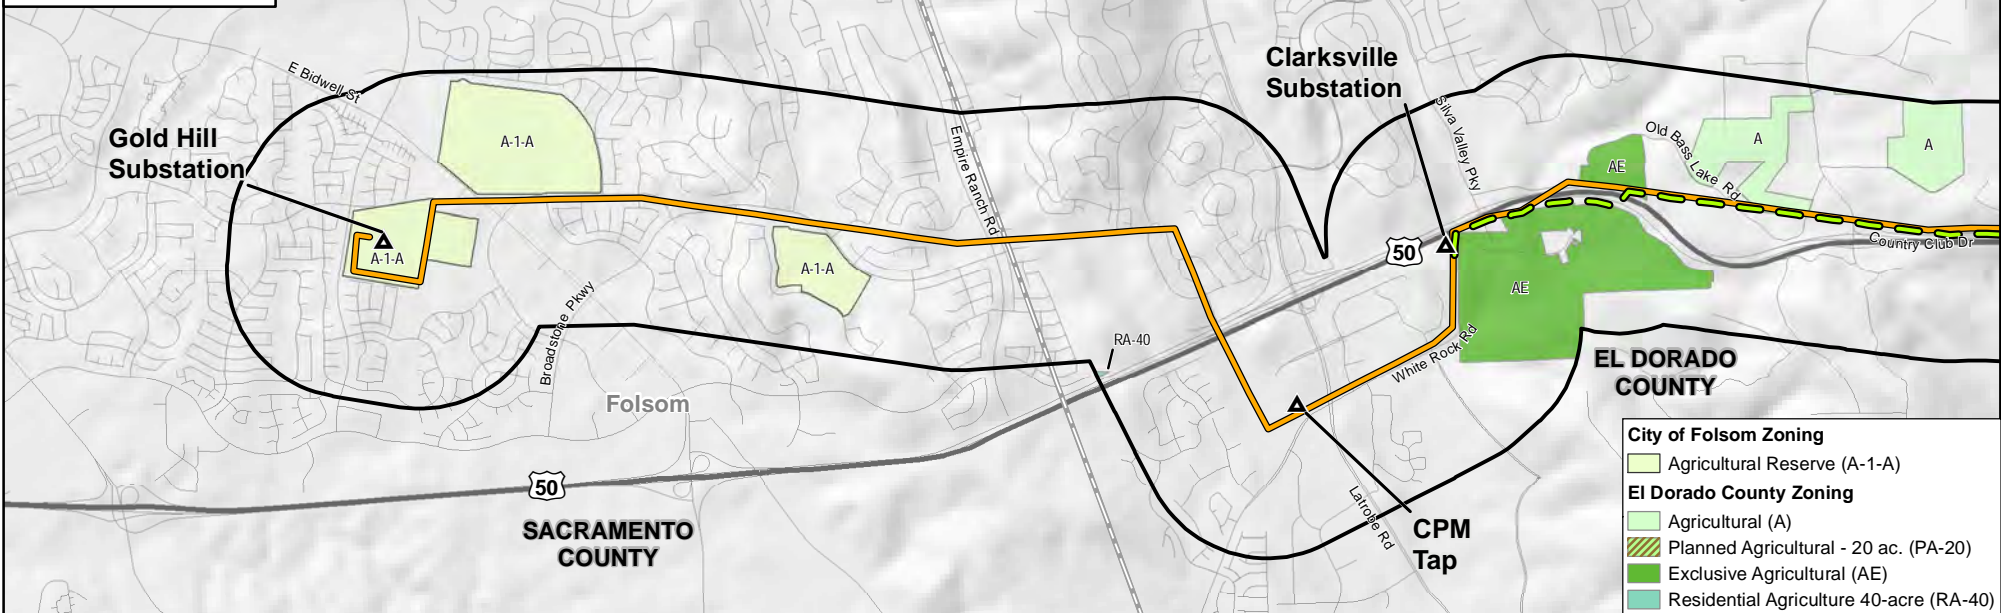 E Bidwell St
Gold Hill
Substation
A-1-A
A-1-A
A-1-A
Broadstone Pkwy
Folsom
50
SACRAMENTO
COUNTY
Empire Ranch Rd
RA-40
Clarksville
Substation
Silva Valley Pky
50
White Rock Rd
Latrobe Rd
CPM
Tap
AE
AE
Old Bass Lake Rd
A
A
Country Club Dr
EL DORADO
COUNTY
City of Folsom Zoning
Agricultural Reserve (A-1-A)
El Dorado County Zoning
Agricultural (A)
Planned Agricultural - 20 ac. (PA-20)
Exclusive Agricultural (AE)
Residential Agriculture 40-acre (RA-40)